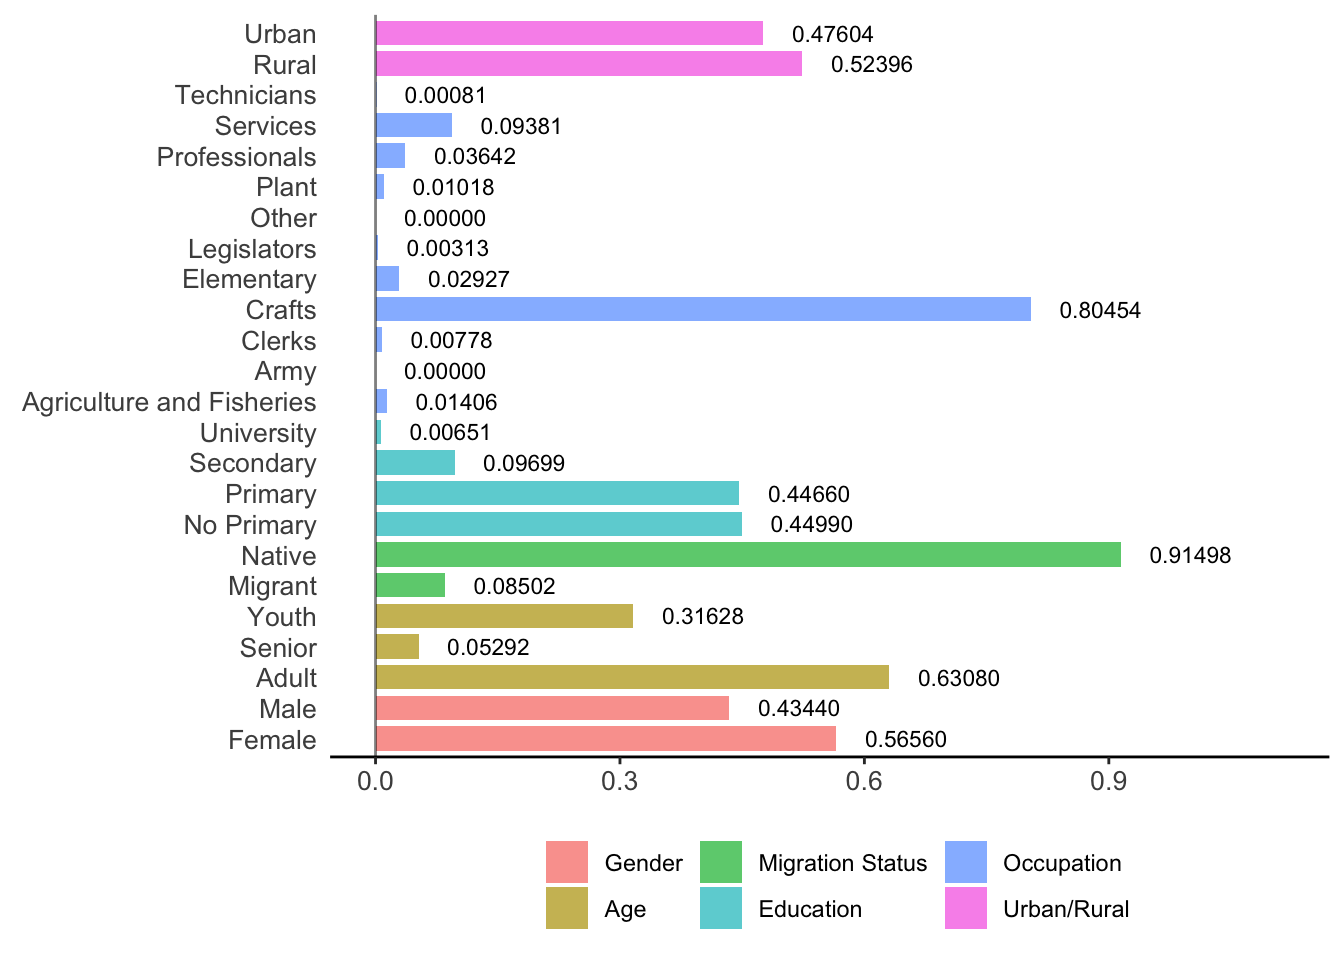 Urban 0.47604
Rural 0.52396
Technicians 0.00081
Services 0.09381
Professionals 0.03642
Plant 0.01018
Other 0.00000
Legislators 0.00313
Elementary 0.02927
Crafts 0.80454
Clerks 0.00778
Army 0.00000
Agriculture and Fisheries 0.01406
University 0.00651
Secondary 0.09699
Primary 0.44660
No Primary 0.44990
Native 0.91498
Migrant 0.08502
Youth 0.31628
Senior 0.05292
Adult 0.63080
Male 0.43440
Female 0.56560
0.0 0.3 0.6 0.9
Gender Migration Status Occupation
Age Education Urban/Rural